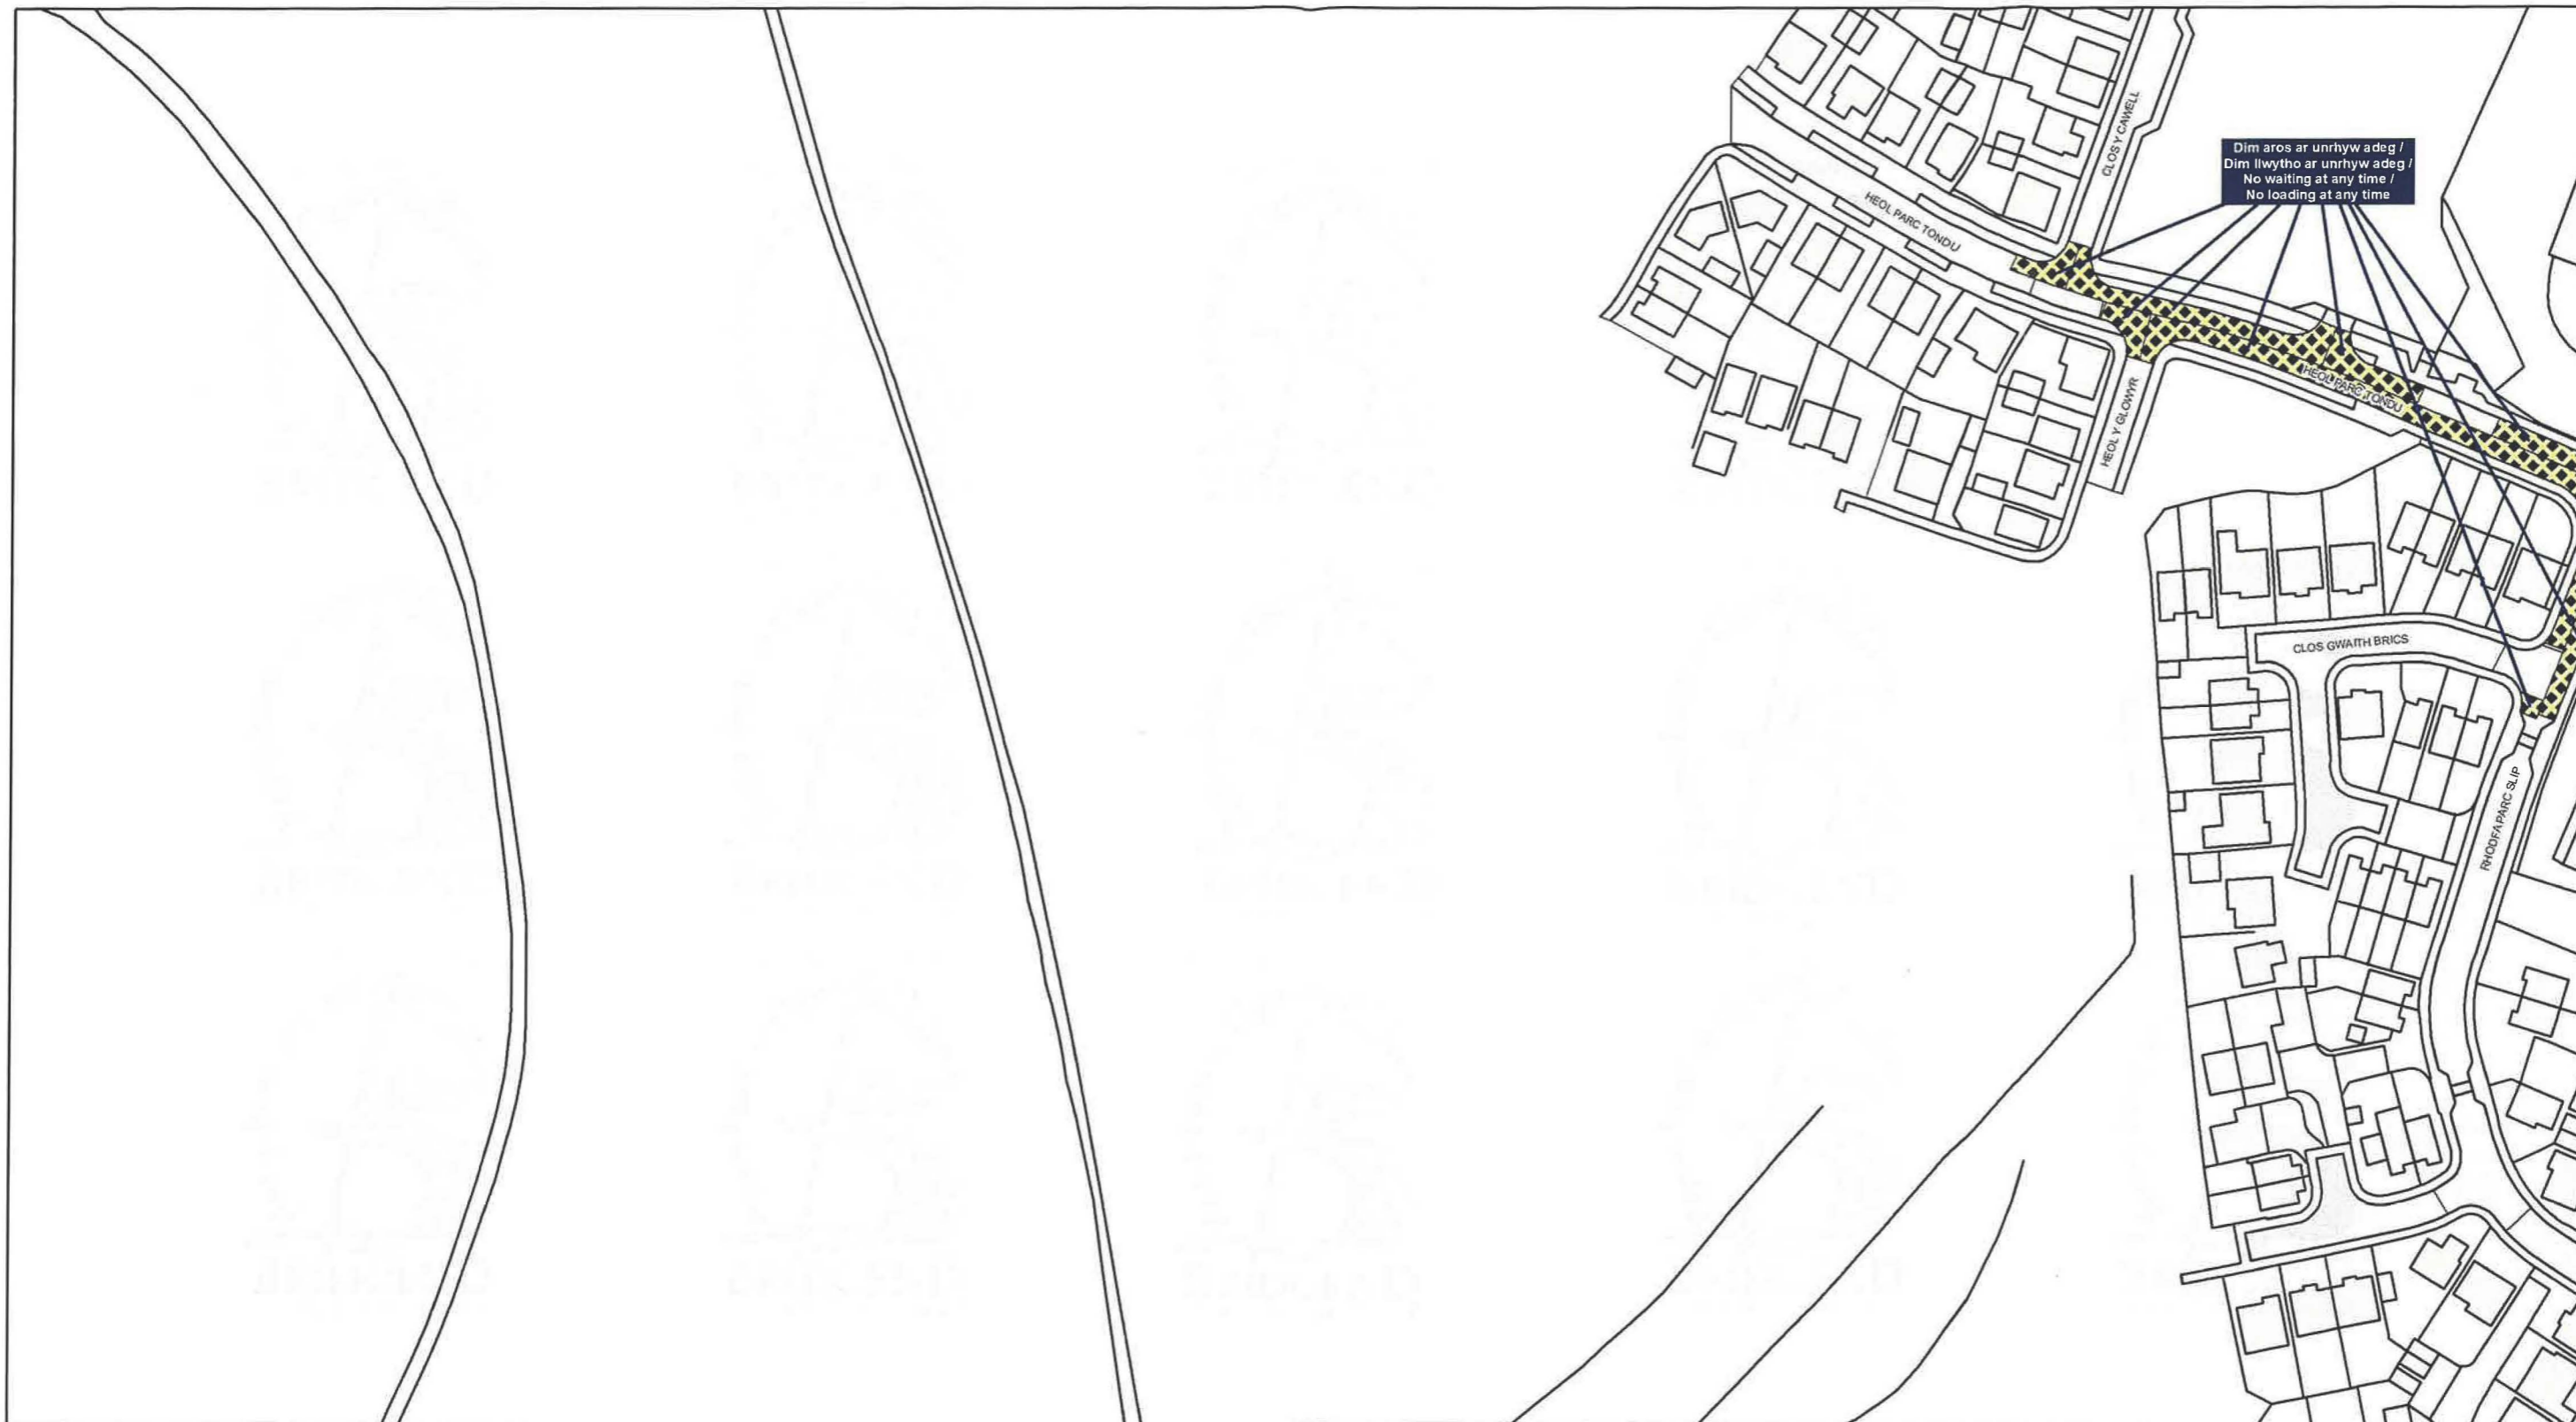 CLOS Y CAWELL
Dim aros ar unrhyw adeg /
Dim llwytho ar unrhyw adeg /
No waiting at any time /
No loading at any time
HEOL PARC TONDU
HEOL PARC TONDU
HEOL Y GLOWYR
CLOS GWAITH BRICS
RHODFA PARC SLIP